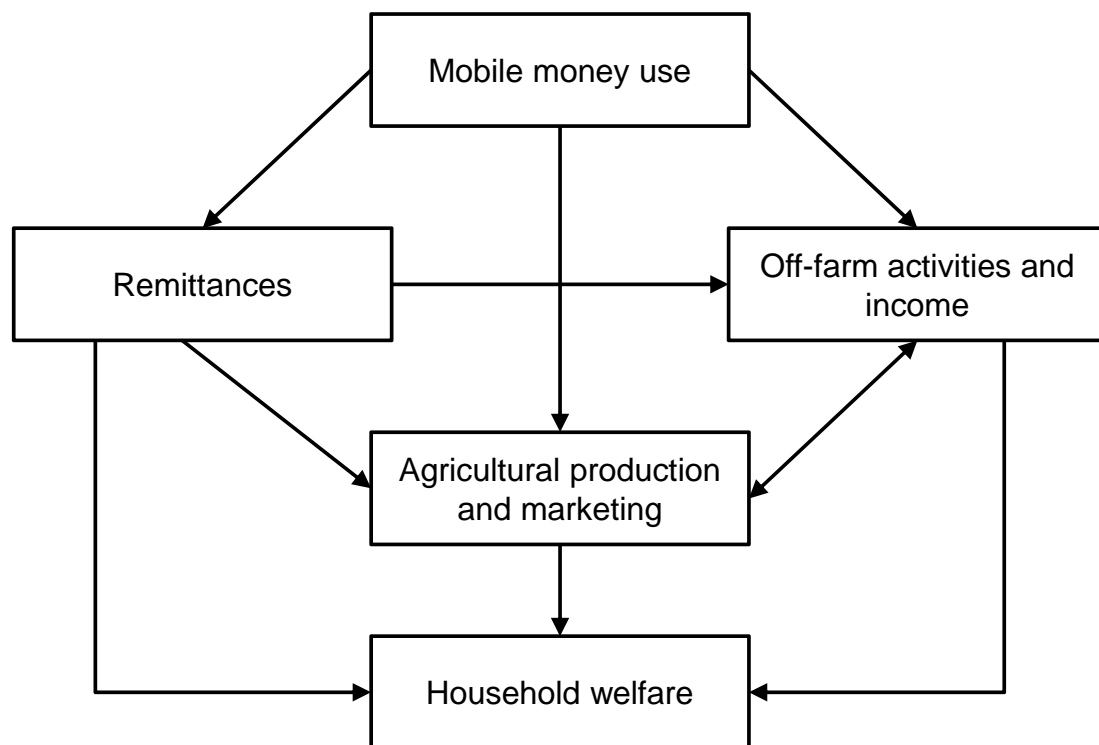 Mobile money use
Remittances
Off-farm activities and
income
Agricultural production
and marketing
Household welfare